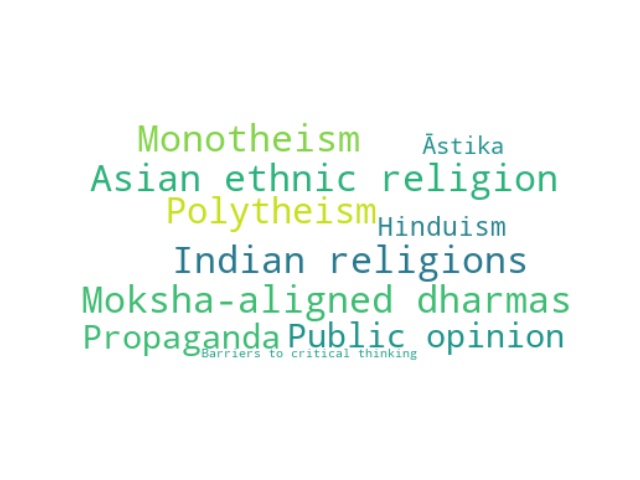 Monotheism
Āstika
Asian ethnic religion
Polytheism
Hinduism
Indian religions
Moksha-aligned dharmas
Propaganda
Public opinion
Barriers to critical thinking